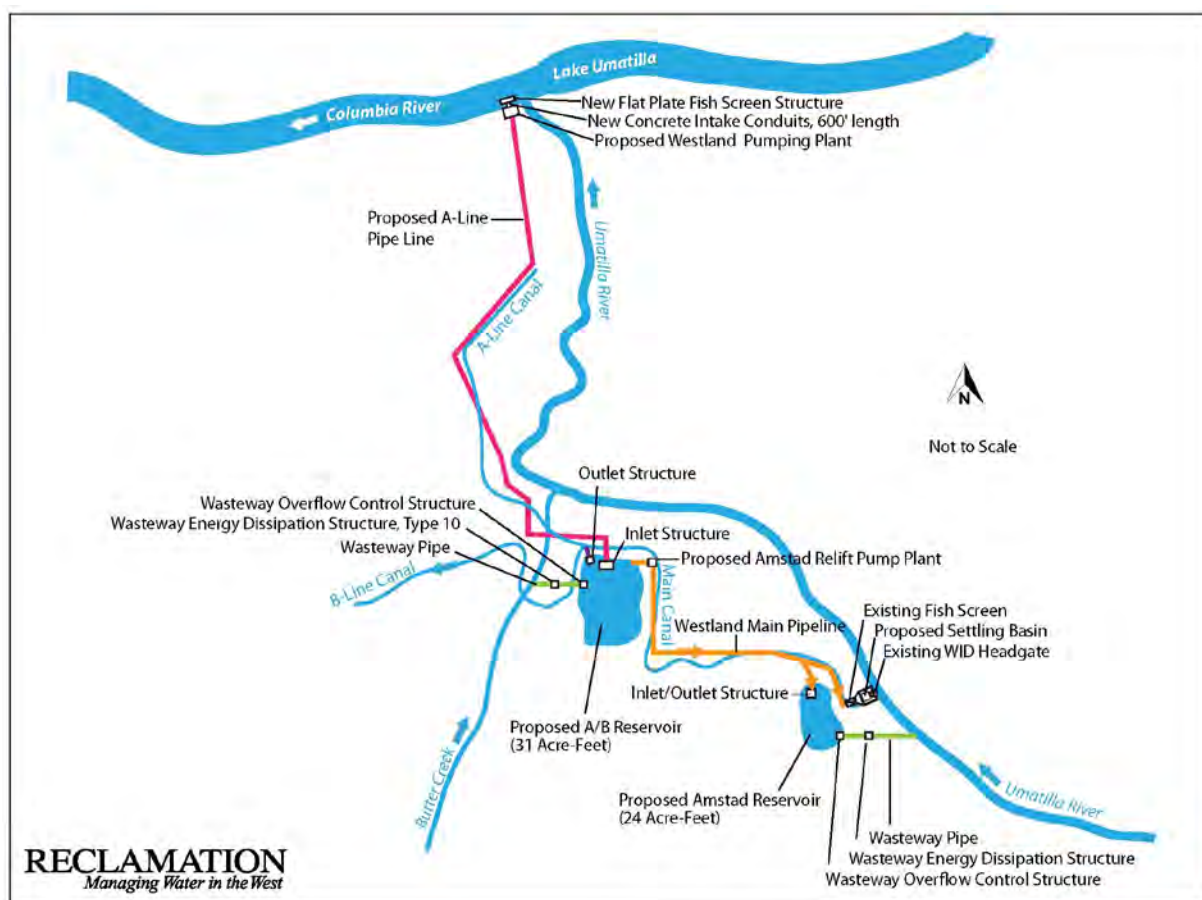 Lake Umatilla
Columbia River
New Flat Plate Fish Screen Structure
New Concrete Intake Conduits, 600' length
Proposed Westland Pumping Plant
Proposed A-Line
Pipe Line
Umatilla River
A-Line Canal
N
Not to Scale
Outlet Structure
Wasteway Overflow Control Structure
Wasteway Energy Dissipation Structure, Type 10
Inlet Structure
Wasteway Pipe
Proposed Amstad Relift Pump Plant
B-Line Canal
Main Canal
Existing Fish Screen
Westland Main Pipeline
Proposed Settling Basin
Existing WID Headgate
Inlet/Outlet Structure
Proposed A/B Reservoir
(31 Acre-Feet)
Butter Creek
Proposed Amstad Reservoir
(24 Acre-Feet)
Umatilla River
Wasteway Pipe
Wasteway Energy Dissipation Structure
Wasteway Overflow Control Structure
RECLAMATION
Managing Water in the West